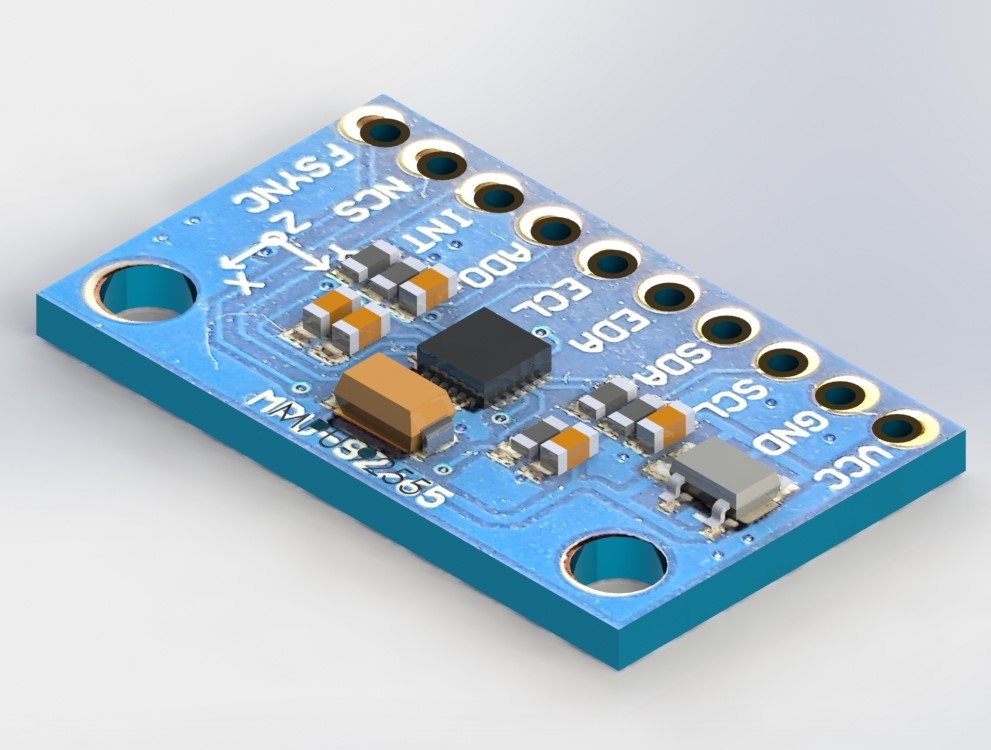 FSYNC
NCS
INT
ADO
ECL
EDA
SDA
SCL
GND
VCC
Z
Y
X